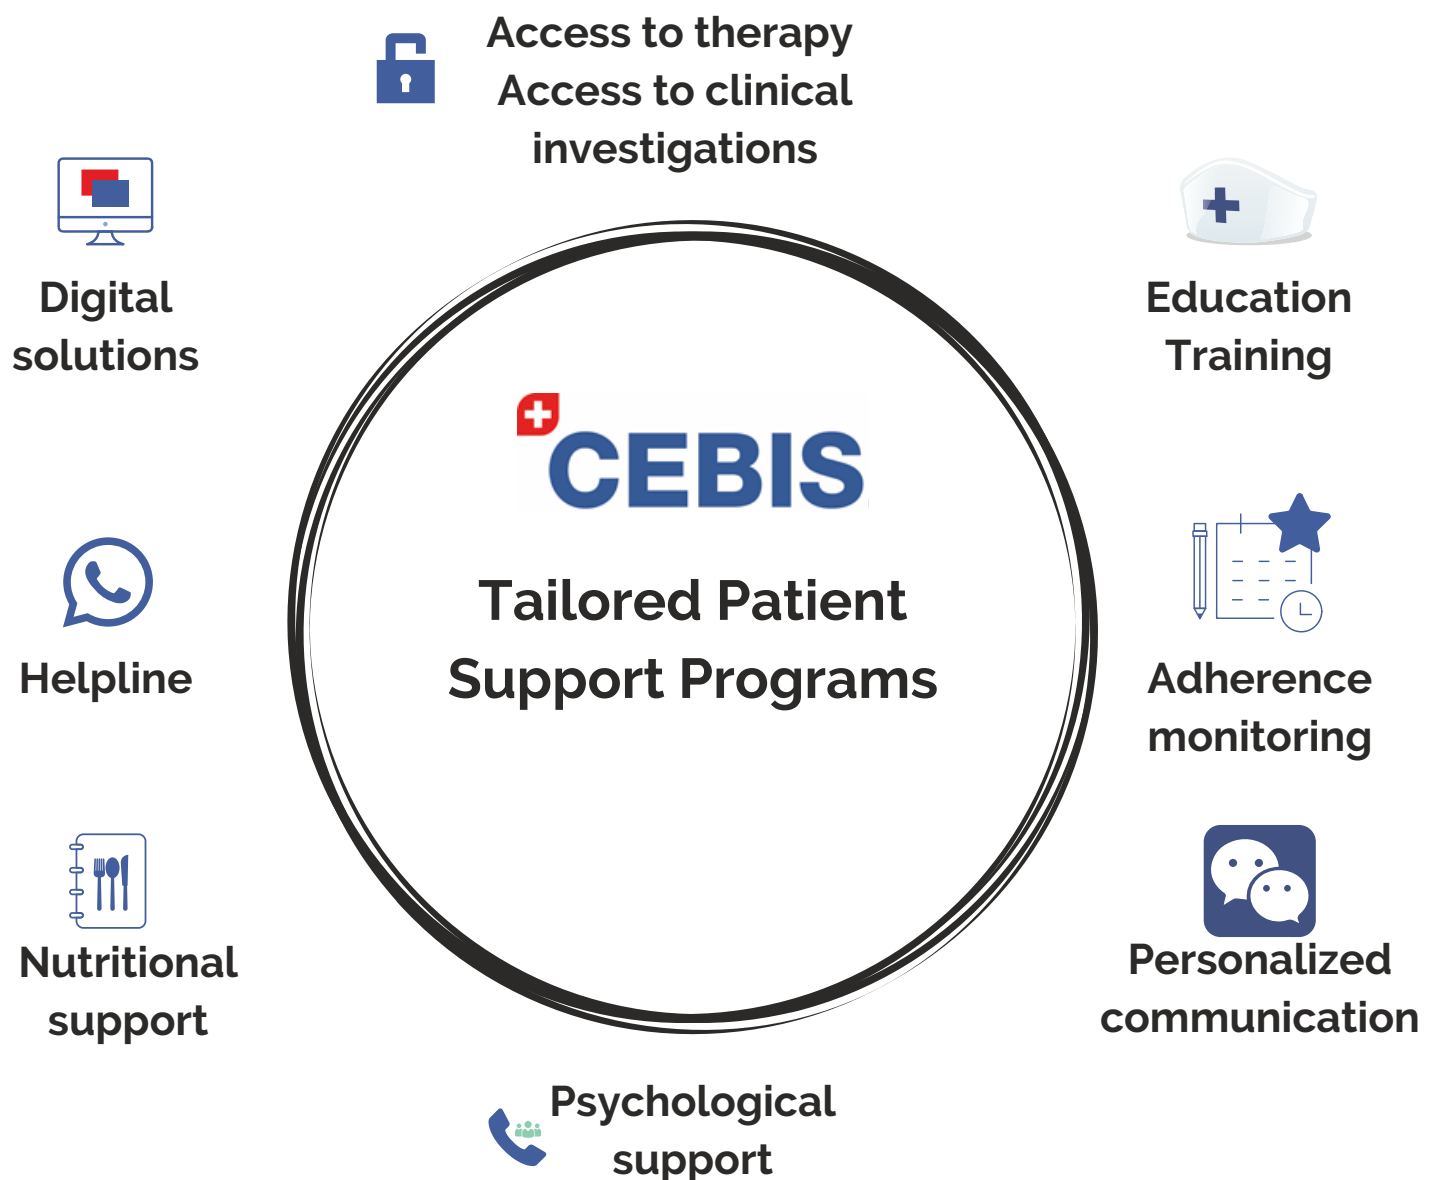 Access to therapy
Access to clinical
investigations
Digital
solutions
Education
Training
CEBIS
Tailored Patient
Support Programs
Helpline
Adherence
monitoring
Nutritional
support
Personalized
communication
Psychological
support